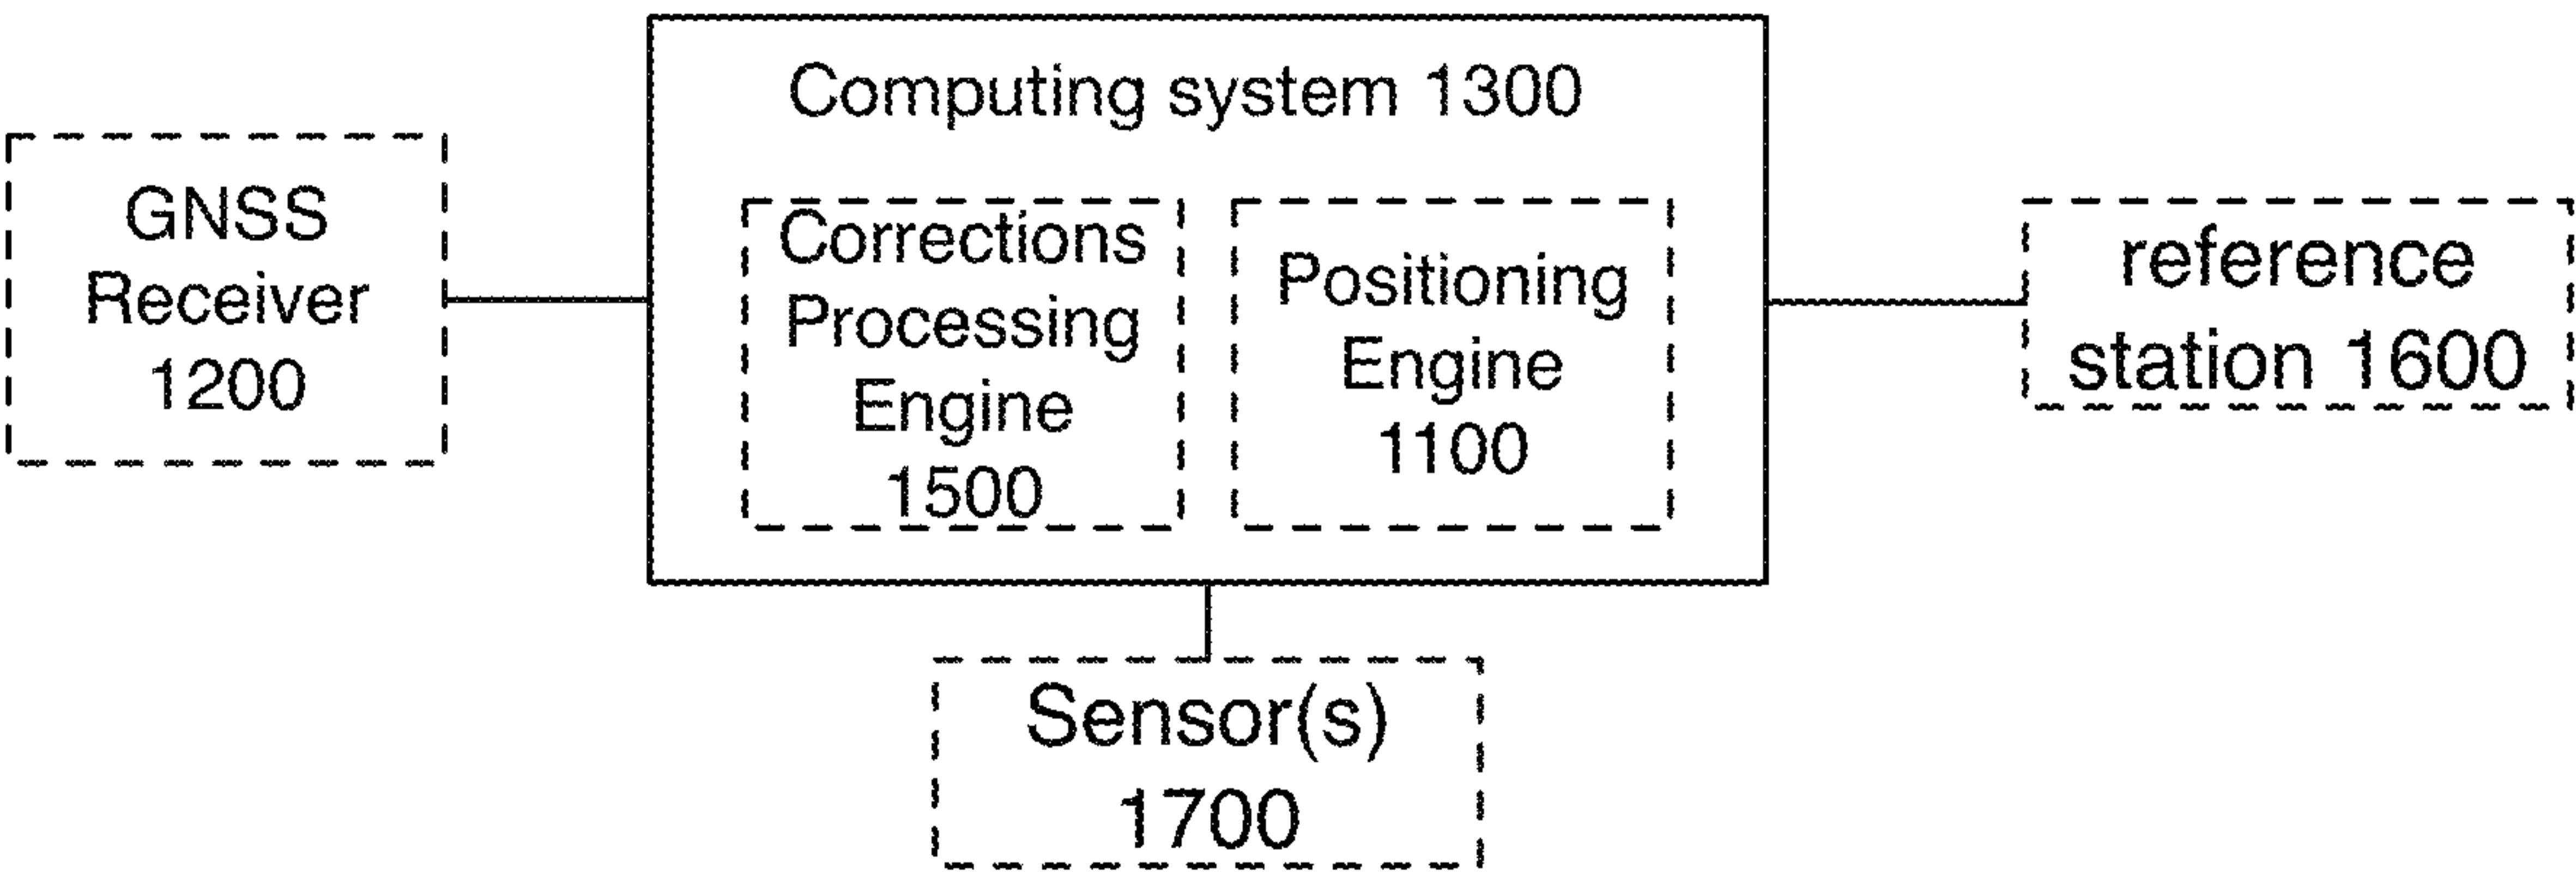 Computing system 1300
GNSS
Receiver
1200
Corrections
Processing
Engine
1500
Positioning
Engine
1100
reference
station 1600
Sensor(s)
1700